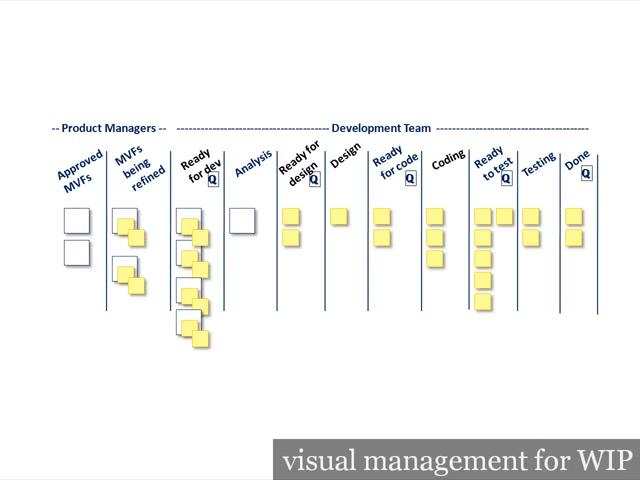 -- Product Managers --
Development Team
Approved
MVFs
MVFs
being
refined
Ready
for dev
Q
Analysis
Ready for
design
Q
Design
Ready
for code
Q
Coding
Ready
to test
Q
Testing
Done
Q
visual management for WIP